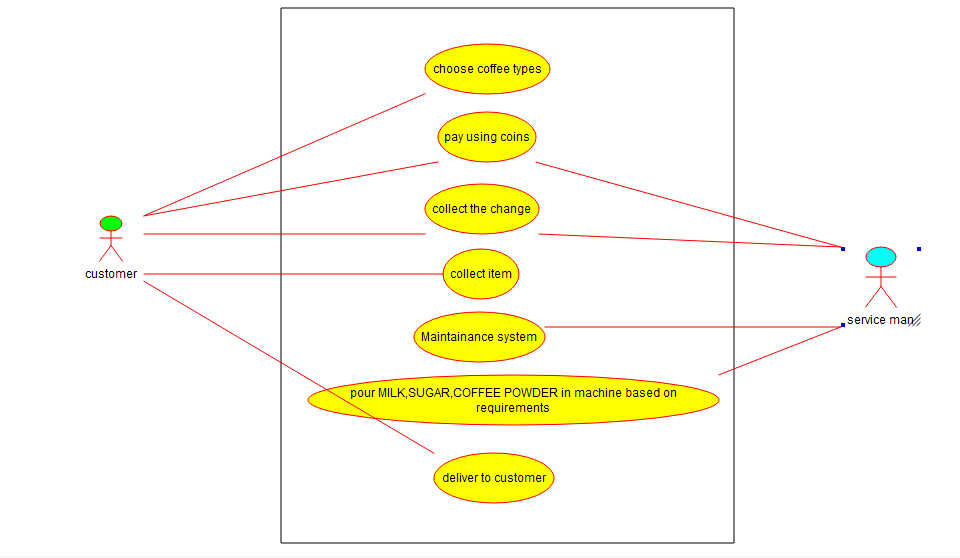 choose coffee types
pay using coins
collect the change
customer
collect item
service man
Maintainance system
pour MILK,SUGAR,COFFEE POWDER in machine based on
requirements
deliver to customer